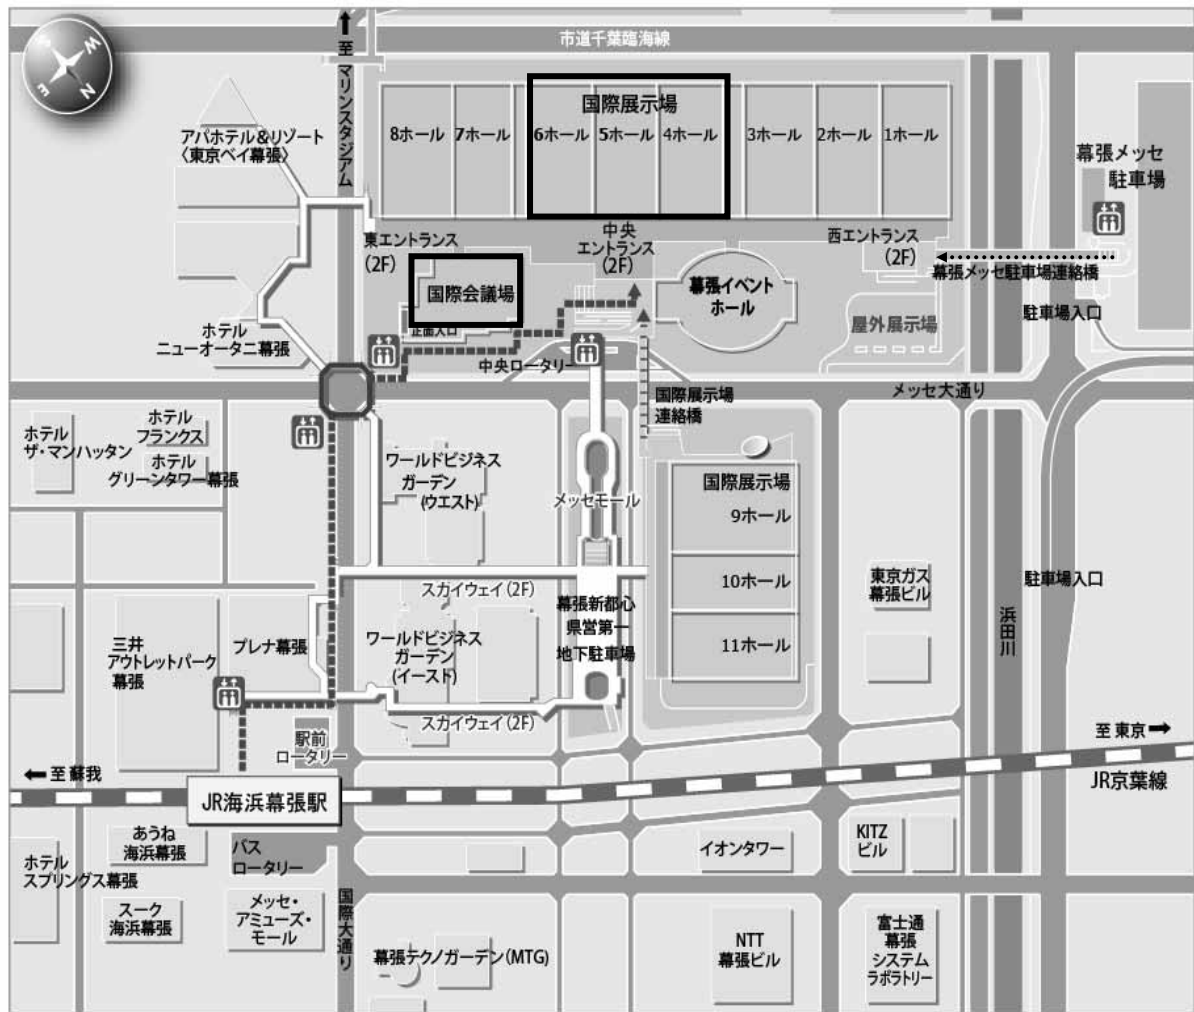 市道千葉臨海線
至 マリンスタジアム
S
W
E
N
国際展示場
8ホール
7ホール
6ホール
5ホール
4ホール
3ホール
2ホール
1ホール
アパホテル&リゾート
〈東京ベイ幕張〉
幕張メッセ
駐車場
東エントランス
(2F)
中央
エントランス
(2F)
西エントランス
(2F)
幕張メッセ駐車場連絡橋
国際会議場
正面入口
幕張イベント
ホール
屋外展示場
駐車場入口
ホテル
ニューオータニ幕張
中央ロータリー
メッセ大通り
国際展示場
連絡橋
ホテル
ザ・マンハッタン
ホテル
フランクス
ホテル
グリーンタワー幕張
ワールドビジネス
ガーデン
(ウエスト)
メッセモール
国際展示場
9ホール
10ホール
11ホール
東京ガス
幕張ビル
駐車場入口
浜田川
スカイウェイ(2F)
幕張新都心
県営第一
地下駐車場
三井
アウトレットパーク
幕張
プレナ幕張
ワールドビジネス
ガーデン
(イースト)
スカイウェイ(2F)
駅前
ロータリー
至 東京
至 蘇我
JR海浜幕張駅
JR京葉線
あうね
海浜幕張
バス
ロータリー
ホテル
スプリングス幕張
スーク
海浜幕張
メッセ・
アミューズ・
モール
国際大通り
幕張テクノガーデン(MTG)
イオンタワー
KITZ
ビル
NTT
幕張ビル
富士通
幕張
システム
ラボラトリー